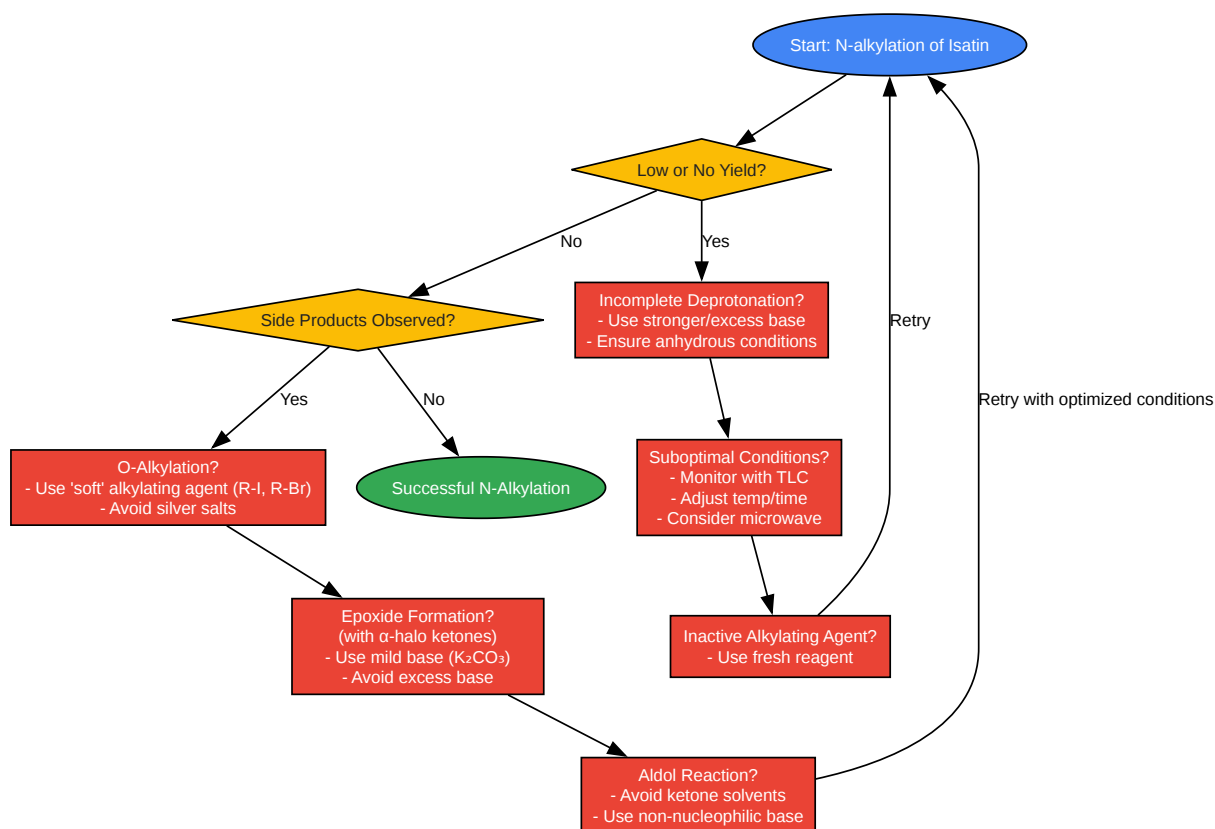 Start: N-alkylation of Isatin
Low or No Yield?
No
Yes
Side Products Observed?
Incomplete Deprotonation?
- Use stronger/excess base
- Ensure anhydrous conditions
Retry
Yes
No
Retry with optimized conditions
O-Alkylation?
- Use 'soft' alkylating agent (R-I, R-Br)
- Avoid silver salts
Successful N-Alkylation
Suboptimal Conditions?
- Monitor with TLC
- Adjust temp/time
- Consider microwave
Epoxide Formation?
(with α-halo ketones)
- Use mild base (K₂CO₃)
- Avoid excess base
Inactive Alkylating Agent?
- Use fresh reagent
Aldol Reaction?
- Avoid ketone solvents
- Use non-nucleophilic base